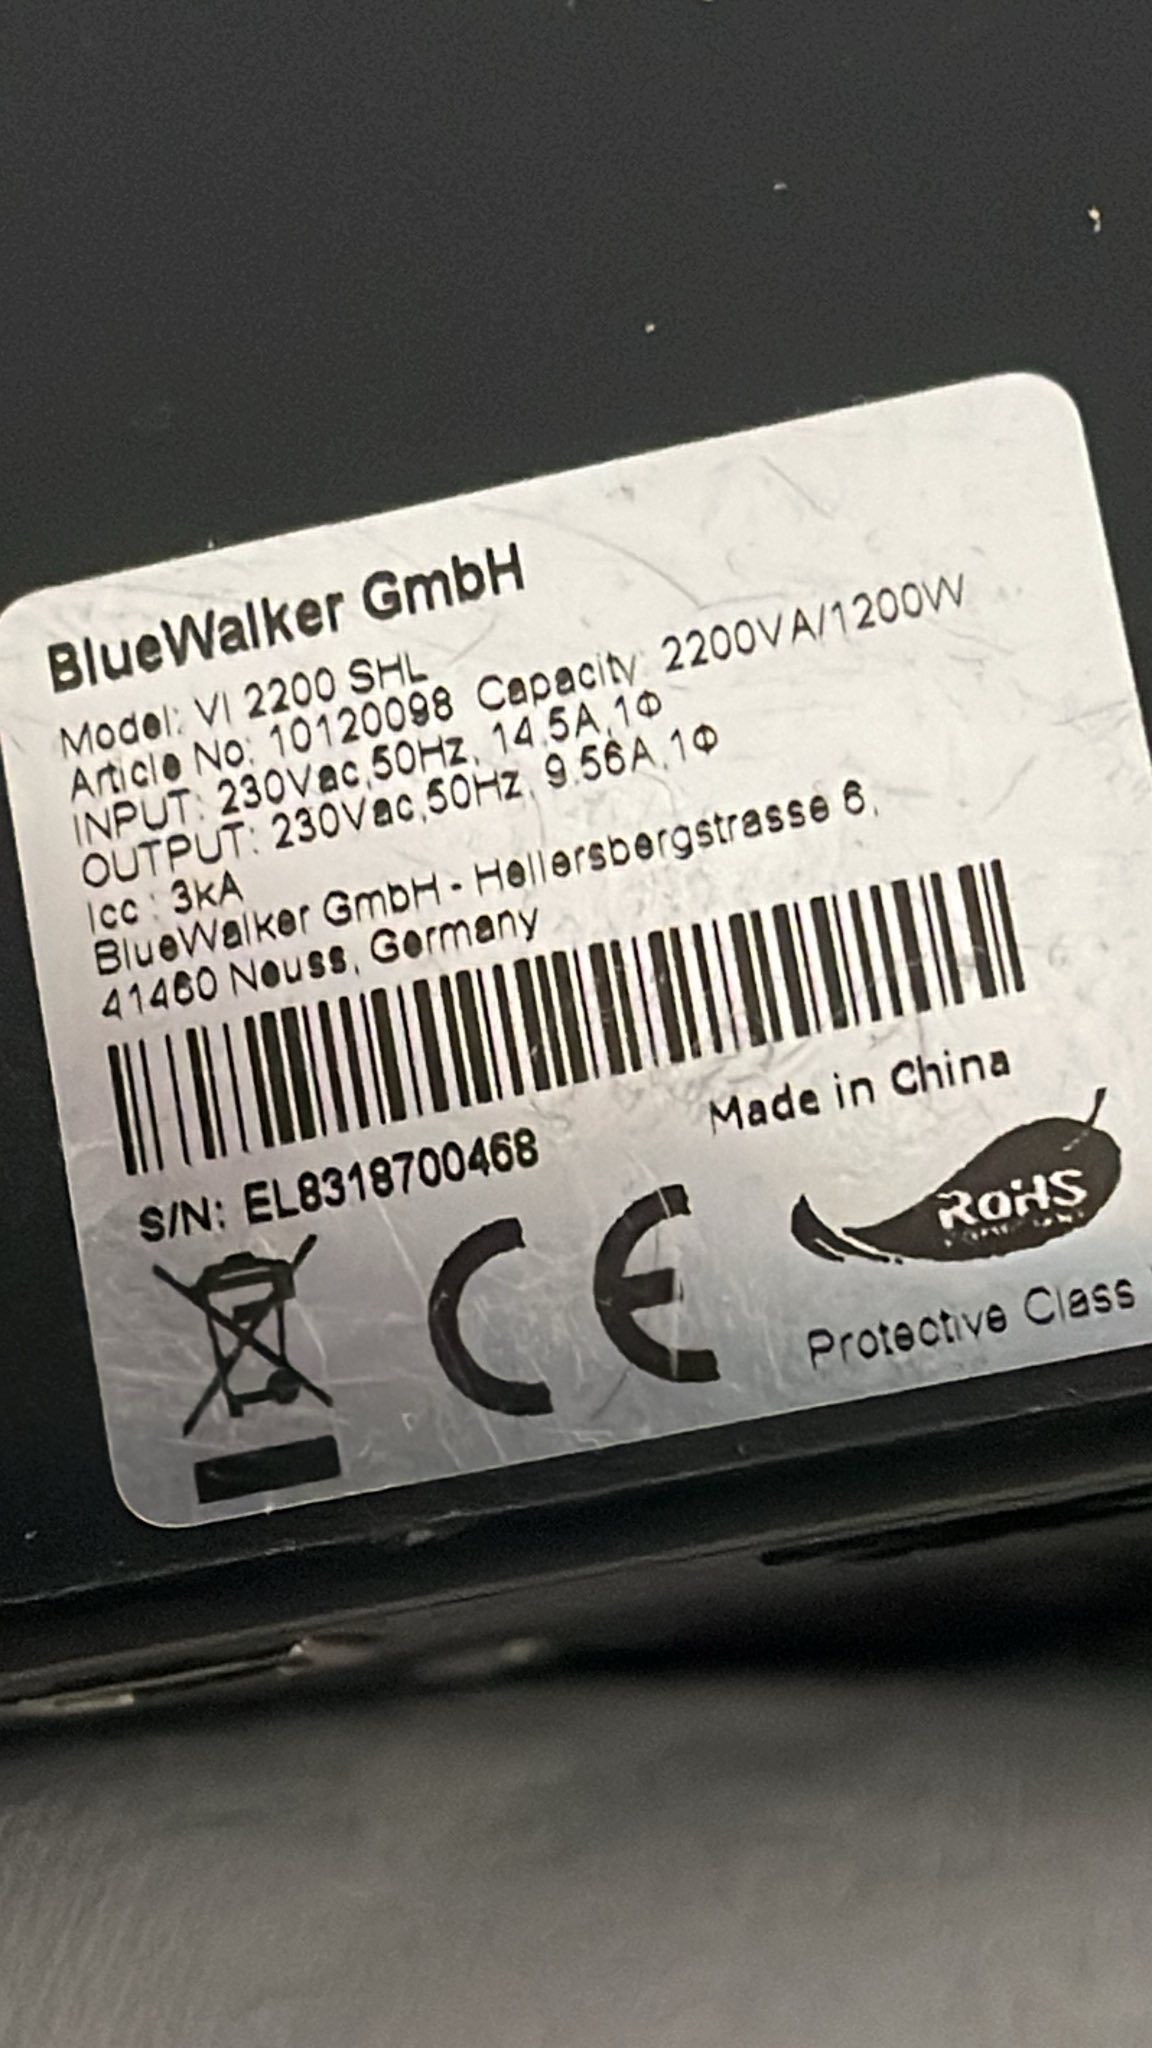 BlueWalker GmbH
Model: VI 2200 SHL
Article No: 10120098 Capacity: 2200VA/1200W
INPUT: 230Vac,50Hz, 14.5A,1Φ
OUTPUT: 230Vac,50Hz, 9.56A,1Φ
Icc : 3kA
BlueWalker GmbH - Hellersbergstrasse 6,
41460 Neuss, Germany
Made in China
S/N: EL8318700468
CE
RoHS
Protective Class